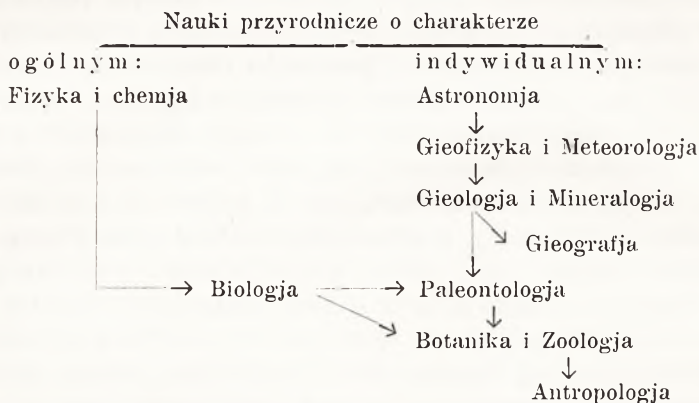 Nauki przyrodnicze o charakterze
ogólnym: indywidualnym:
Fizyka i chemja Astronomja
Gieofizyka i Meteorologja
Gieologja i Mineralogja
Gieografja
Biologja Paleontologja
Botanika i Zoologja
Antropologja